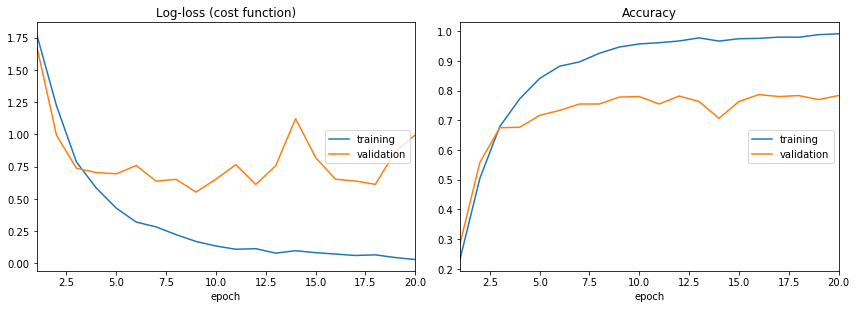 Log-loss (cost function)
1.75
1.50
1.25
1.00
0.75
0.50
0.25
0.00
training
validation
2.5 5.0 7.5 10.0 12.5 15.0 17.5 20.0
epoch
Accuracy
1.0
0.9
0.8
0.7
0.6
0.5
0.4
0.3
0.2
training
validation
2.5 5.0 7.5 10.0 12.5 15.0 17.5 20.0
epoch